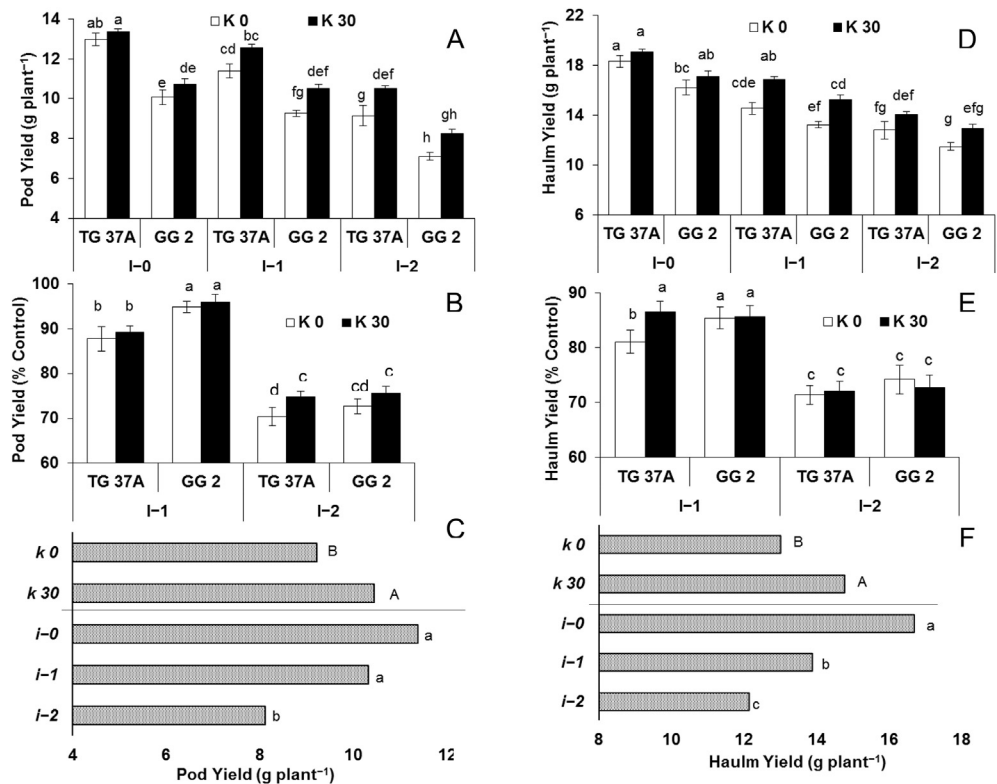 A
K 0 K 30
Pod Yield (g plant⁻¹)
14
12
10
8
6
4
ab a e de cd bc fg def g def h gh
TG 37A GG 2 TG 37A GG 2 TG 37A GG 2
I−0 I−1 I−2
B
K 0 K 30
Pod Yield (% Control)
100
90
80
70
60
b b a a d c cd c
TG 37A GG 2 TG 37A GG 2
I−1 I−2
C
k 0 B
k 30 A
i−0 a
i−1 a
i−2 b
4 6 8 10 12
Pod Yield (g plant⁻¹)
D
K 0 K 30
Haulm Yield (g plant⁻¹)
22
18
14
10
6
a a bc ab cde ab ef cd fg def g efg
TG 37A GG 2 TG 37A GG 2 TG 37A GG 2
I−0 I−1 I−2
E
K 0 K 30
Haulm Yield (% Control)
90
80
70
60
b a a a c c c c
TG 37A GG 2 TG 37A GG 2
I−1 I−2
F
k 0 B
k 30 A
i−0 a
i−1 b
i−2 c
8 10 12 14 16 18
Haulm Yield (g plant⁻¹)